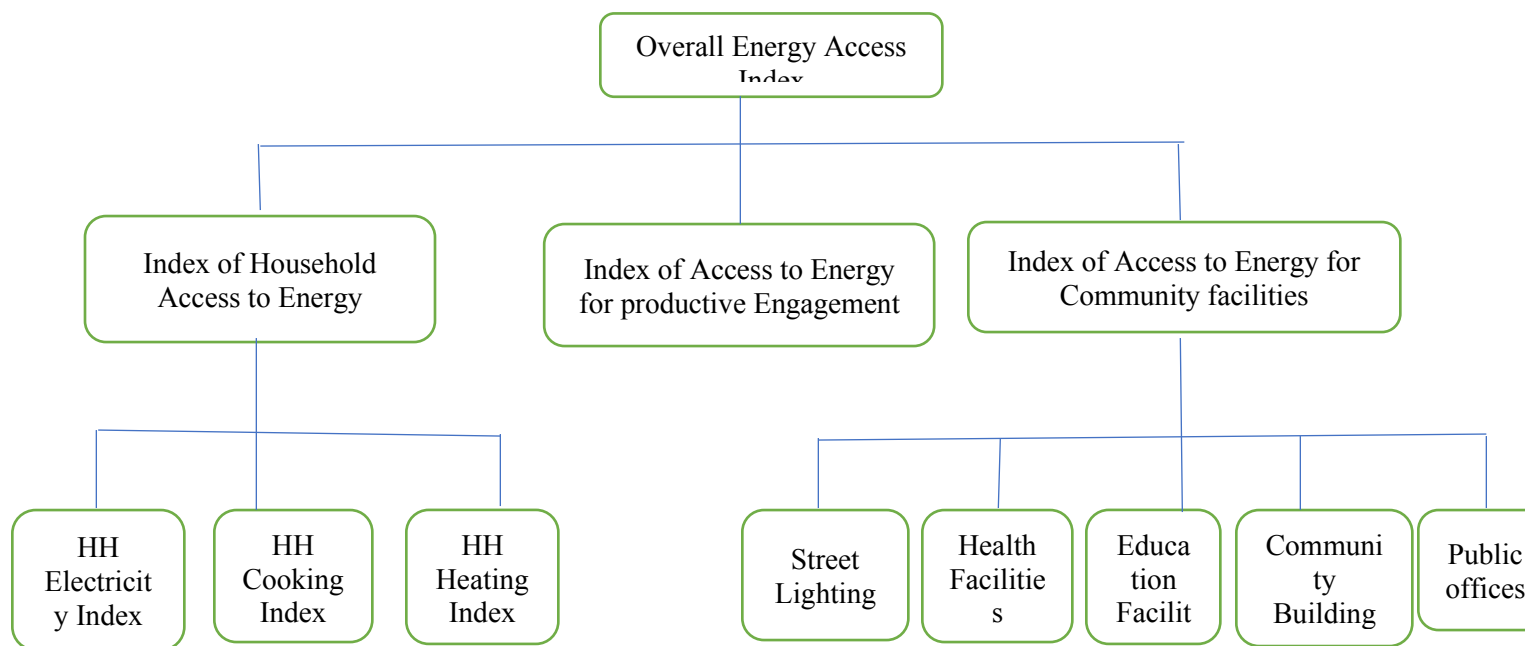 Overall Energy Access
Index
Index of Household
Access to Energy
Index of Access to Energy
for productive Engagement
Index of Access to Energy for
Community facilities
HH
Electricit
y Index
HH
Cooking
Index
HH
Heating
Index
Street
Lighting
Health
Facilitie
s
Educa
tion
Facilit
Communi
ty
Building
Public
offices